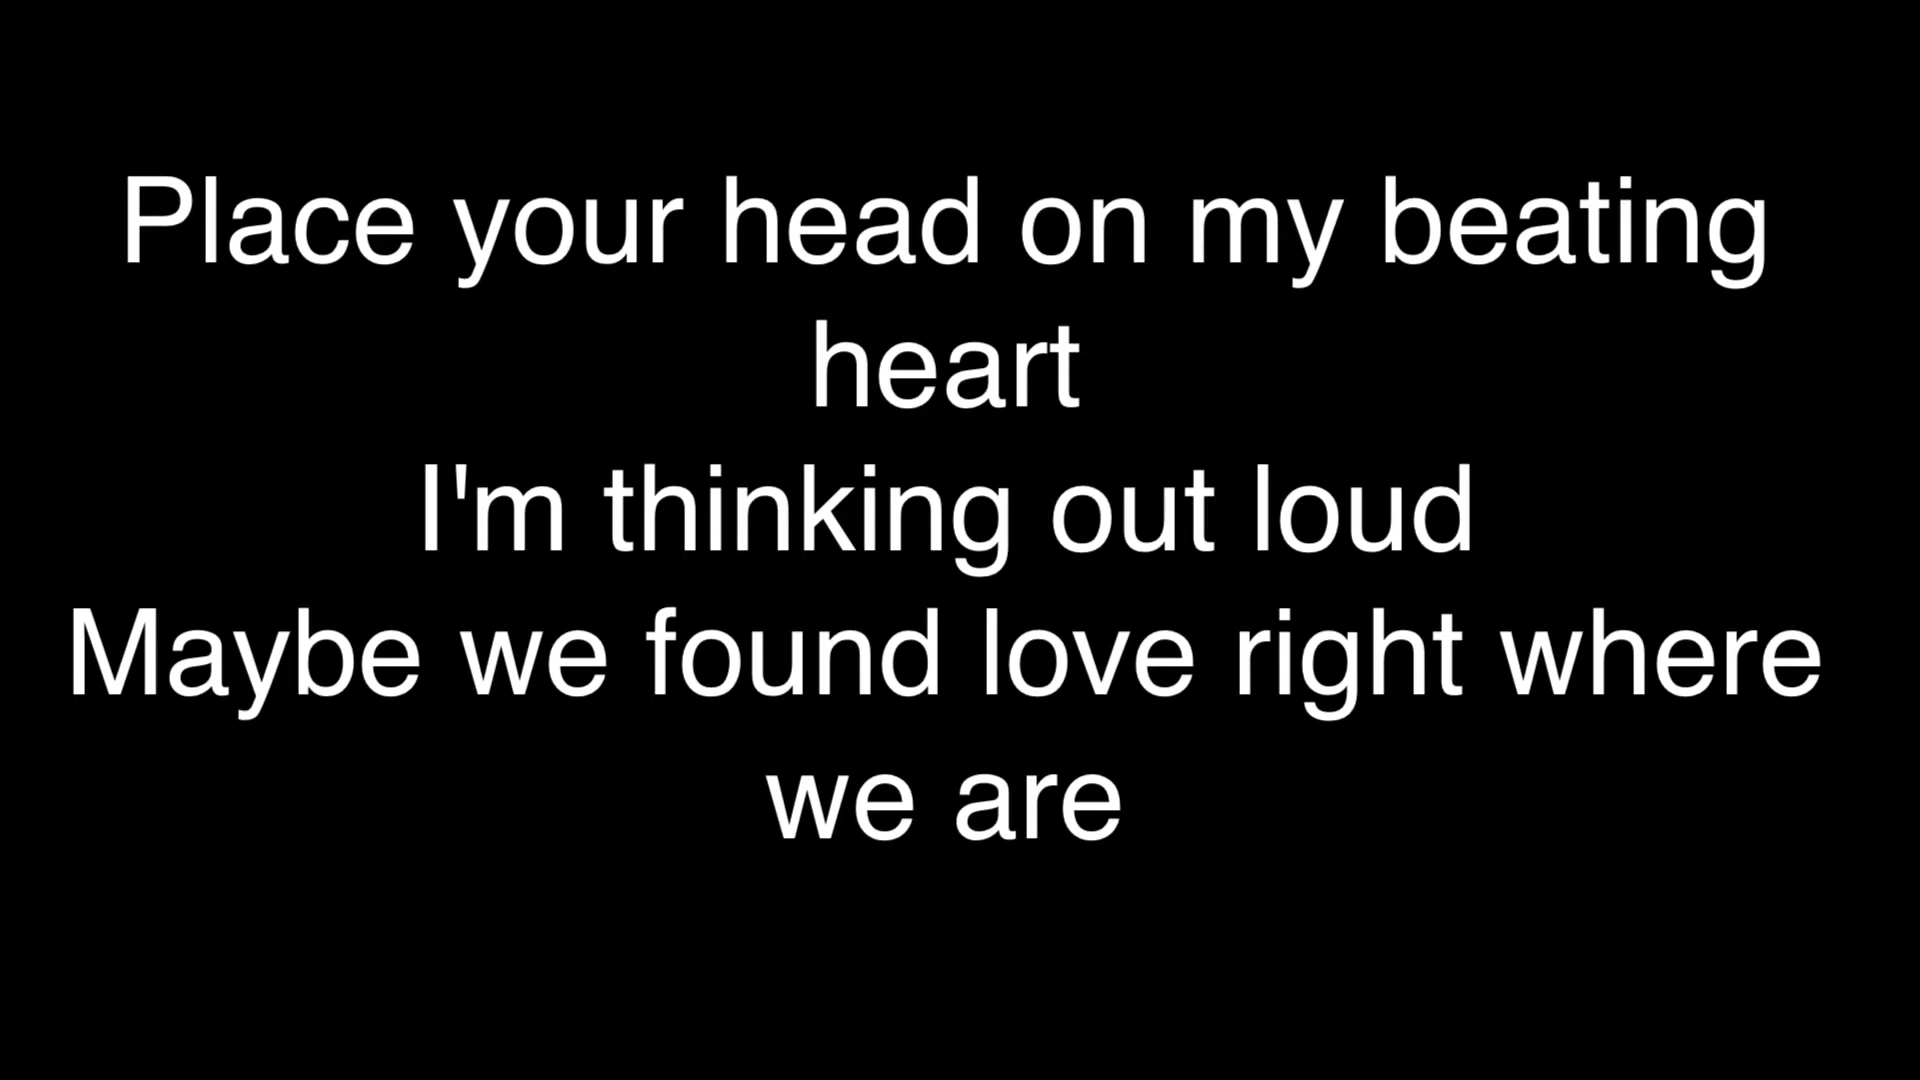 Place your head on my beating
heart
I'm thinking out loud
Maybe we found love right where
we are